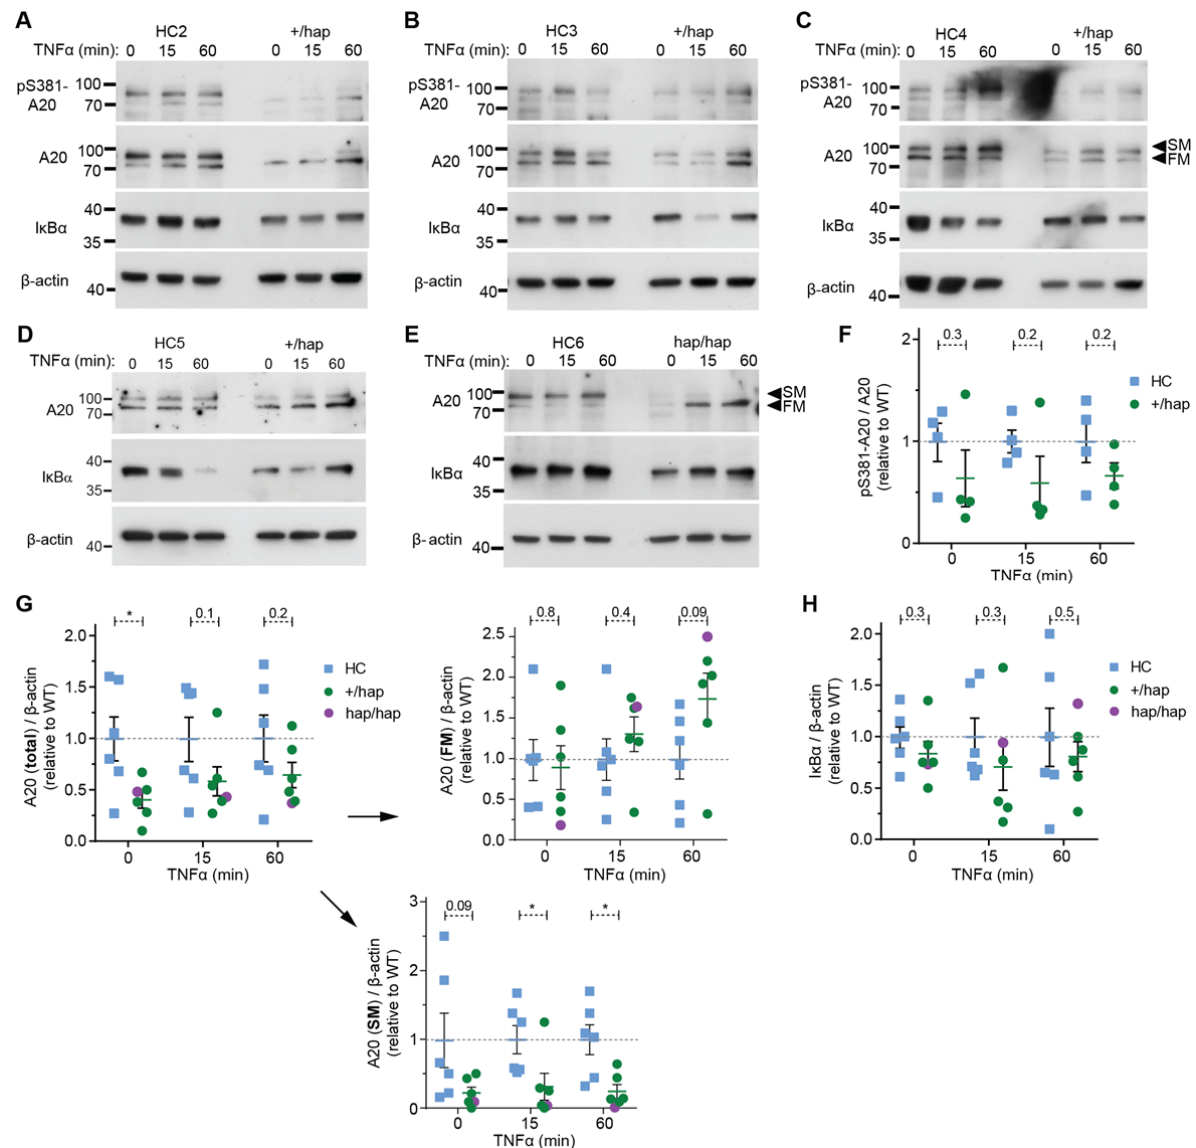 A
HC2 +/hap
TNFα (min): 0 15 60 0 15 60
pS381-
A20
100
70
A20
100
70
IκBα
40
35
β-actin
40
B
HC3 +/hap
TNFα (min): 0 15 60 0 15 60
pS381-
A20
100
70
A20
100
70
IκBα
40
35
β-actin
40
C
HC4 +/hap
TNFα (min): 0 15 60 0 15 60
pS381-
A20
100
70
A20
100
70
SM
FM
IκBα
40
35
β-actin
40
D
HC5 +/hap
TNFα (min): 0 15 60 0 15 60
A20
100
70
IκBα
40
35
β-actin
40
E
HC6 hap/hap
TNFα (min): 0 15 60 0 15 60
A20
100
70
SM
FM
IκBα
40
35
β- actin
40
F
0.3 0.2 0.2
2
1
0
pS381-A20 / A20
(relative to WT)
0 15 60
TNFα (min)
HC
+/hap
G
* 0.1 0.2
2.0
1.5
1.0
0.5
0.0
A20 (total) / β-actin
(relative to WT)
0 15 60
TNFα (min)
HC
+/hap
hap/hap
0.8 0.4 0.09
2.5
2.0
1.5
1.0
0.5
0.0
A20 (FM) / β-actin
(relative to WT)
0 15 60
TNFα (min)
0.09 * *
3
2
1
0
A20 (SM) / β-actin
(relative to WT)
0 15 60
TNFα (min)
H
0.3 0.3 0.5
2.0
1.5
1.0
0.5
0.0
IκBα / β-actin
(relative to WT)
0 15 60
TNFα (min)
HC
+/hap
hap/hap